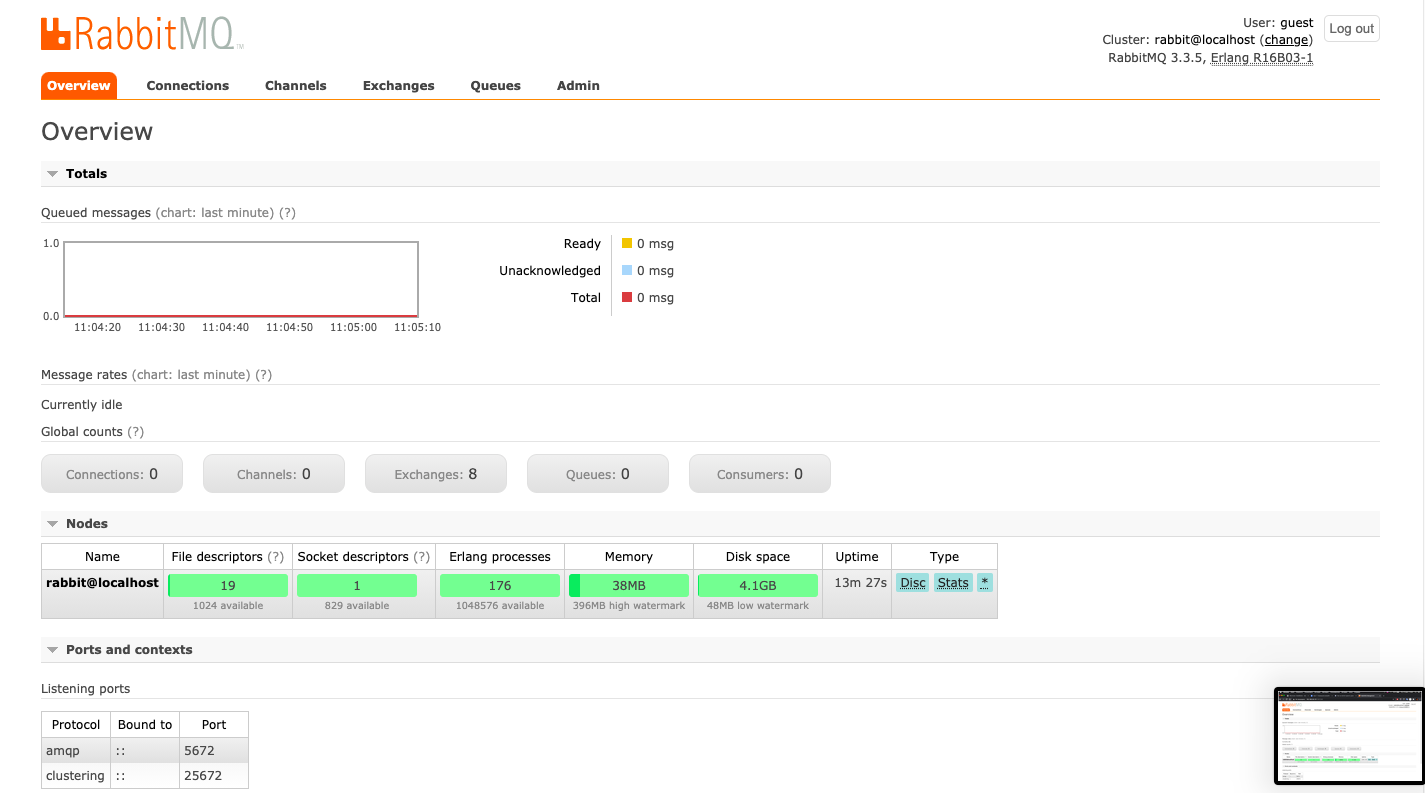 RabbitMQ™
User: guest
Log out
Cluster: rabbit@localhost (change)
RabbitMQ 3.3.5, Erlang R16B03-1
Overview Connections Channels Exchanges Queues Admin
Overview
Totals
Queued messages (chart: last minute) (?)
1.0
0.0
11:04:20 11:04:30 11:04:40 11:04:50 11:05:00 11:05:10
Ready 0 msg
Unacknowledged 0 msg
Total 0 msg
Message rates (chart: last minute) (?)
Currently idle
Global counts (?)
Connections: 0 Channels: 0 Exchanges: 8 Queues: 0 Consumers: 0
Nodes
Name File descriptors (?) Socket descriptors (?) Erlang processes Memory Disk space Uptime Type
rabbit@localhost 19 1 176 38MB 4.1GB 13m 27s Disc Stats *
1024 available 829 available 1048576 available 396MB high watermark 48MB low watermark
Ports and contexts
Listening ports
Protocol Bound to Port
amqp :: 5672
clustering :: 25672